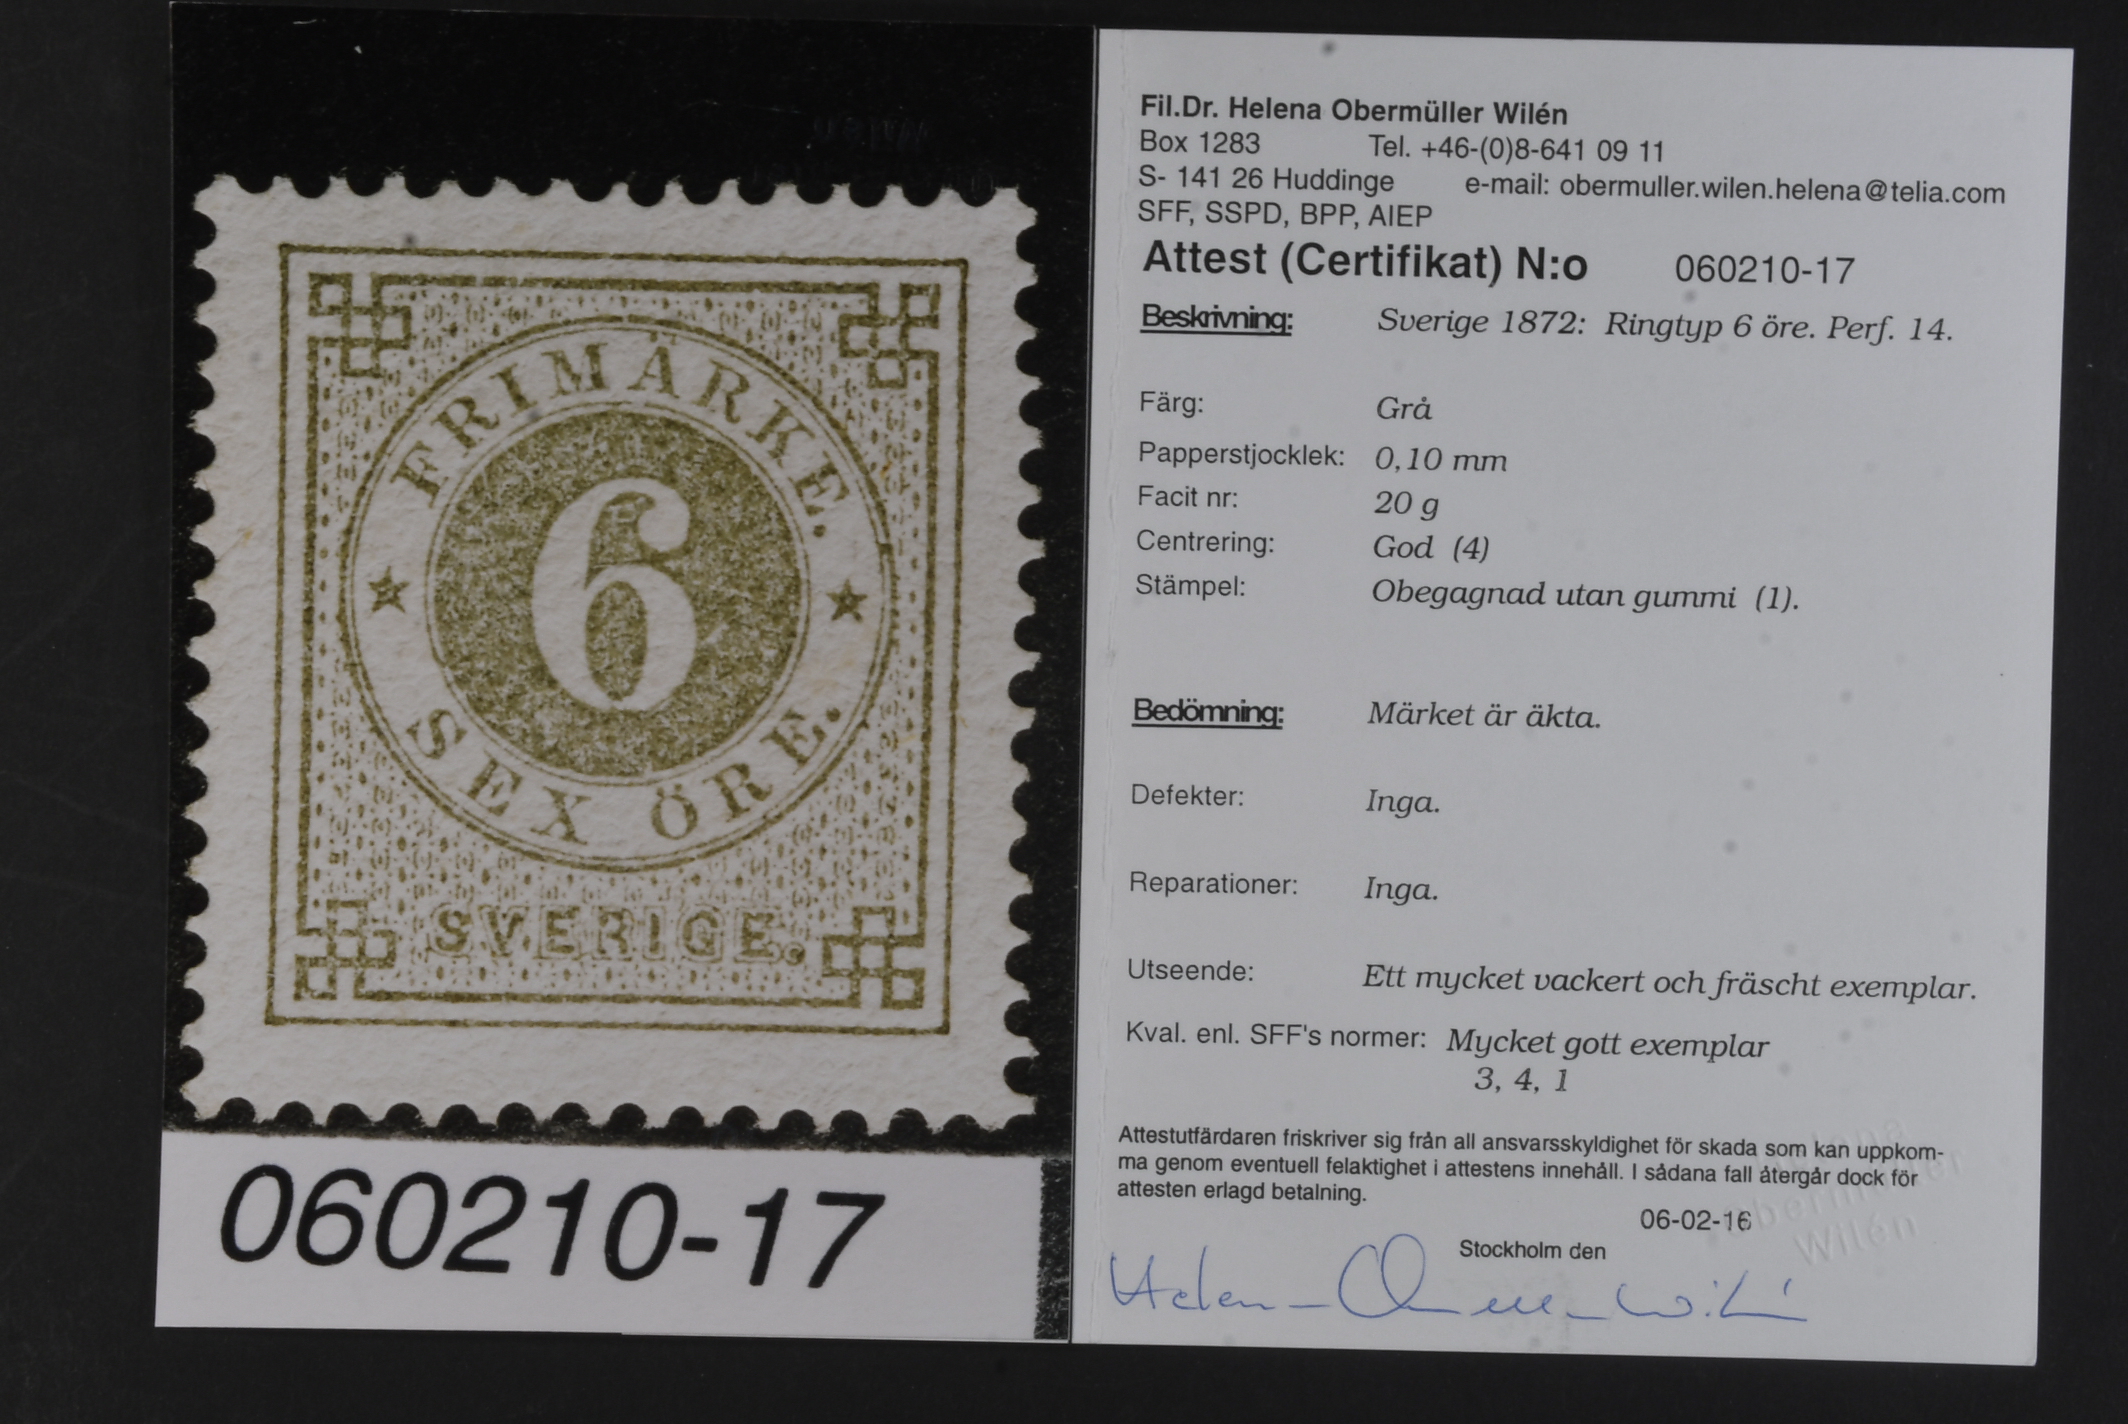 FRIMÄRKE.
6
SEX ÖRE.
SVERIGE.
060210-17
Fil.Dr. Helena Obermüller Wilén
Box 1283 Tel. +46-(0)8-641 09 11
S- 141 26 Huddinge e-mail: obermuller.wilen.helena@telia.com
SFF, SSPD, BPP, AIEP
Attest (Certifikat) N:o 060210-17
Beskrivning: Sverige 1872: Ringtyp 6 öre. Perf. 14.
Färg: Grå
Papperstjocklek: 0,10 mm
Facit nr: 20 g
Centrering: God (4)
Stämpel: Obegagnad utan gummi (1).
Bedömning: Märket är äkta.
Defekter: Inga.
Reparationer: Inga.
Utseende: Ett mycket vackert och fräscht exemplar.
Kval. enl. SFF's normer: Mycket gott exemplar
3, 4, 1
Attestutfärdaren friskriver sig från all ansvarsskyldighet för skada som kan uppkom-
ma genom eventuell felaktighet i attestens innehåll. I sådana fall återgår dock för
attesten erlagd betalning.
06-02-16
Stockholm den
Helena Obermüller Wilén